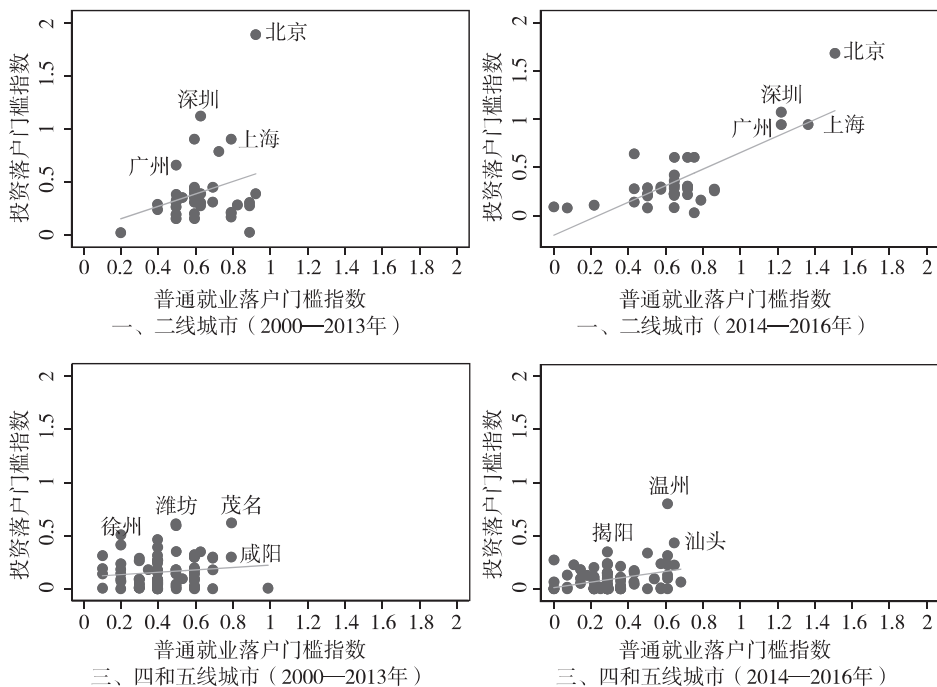 投资落户门槛指数
2
1.5
1
0.5
0
北京
深圳
上海
广州
0 0.2 0.4 0.6 0.8 1 1.2 1.4 1.6 1.8 2
普通就业落户门槛指数
一、二线城市（2000—2013年）
投资落户门槛指数
2
1.5
1
0.5
0
北京
深圳
广州
上海
0 0.2 0.4 0.6 0.8 1 1.2 1.4 1.6 1.8 2
普通就业落户门槛指数
一、二线城市（2014—2016年）
投资落户门槛指数
2
1.5
1
0.5
0
潍坊
茂名
徐州
咸阳
0 0.2 0.4 0.6 0.8 1 1.2 1.4 1.6 1.8 2
普通就业落户门槛指数
三、四和五线城市（2000—2013年）
投资落户门槛指数
2
1.5
1
0.5
0
温州
揭阳
汕头
0 0.2 0.4 0.6 0.8 1 1.2 1.4 1.6 1.8 2
普通就业落户门槛指数
三、四和五线城市（2014—2016年）